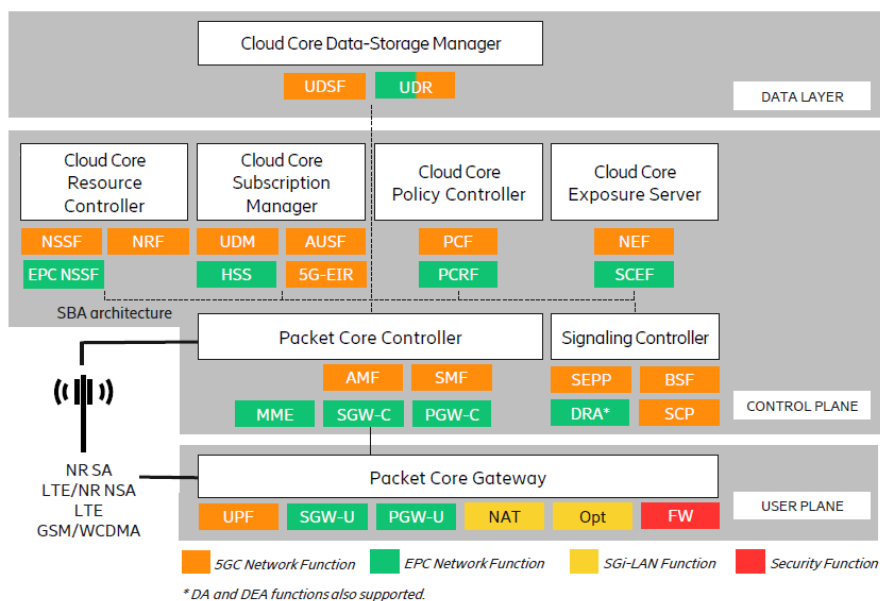 Cloud Core Data-Storage Manager
UDSF
UDR
DATA LAYER
Cloud Core
Resource
Controller
Cloud Core
Subscription
Manager
Cloud Core
Policy Controller
Cloud Core
Exposure Server
NSSF
NRF
UDM
AUSF
PCF
NEF
EPC NSSF
HSS
5G-EIR
PCRF
SCEF
SBA architecture
Packet Core Controller
Signaling Controller
AMF
SMF
SEPP
BSF
MME
SGW-C
PGW-C
DRA*
SCP
CONTROL PLANE
NR SA
LTE/NR NSA
LTE
GSM/WCDMA
Packet Core Gateway
UPF
SGW-U
PGW-U
NAT
Opt
FW
USER PLANE
5GC Network Function
EPC Network Function
SGi-LAN Function
Security Function
* DA and DEA functions also supported.